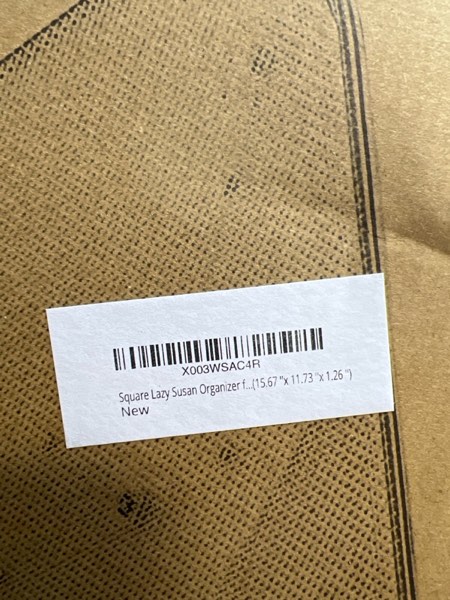 X003WSAC4R
Square Lazy Susan Organizer f...(15.67 "x 11.73 "x 1.26 ")
New